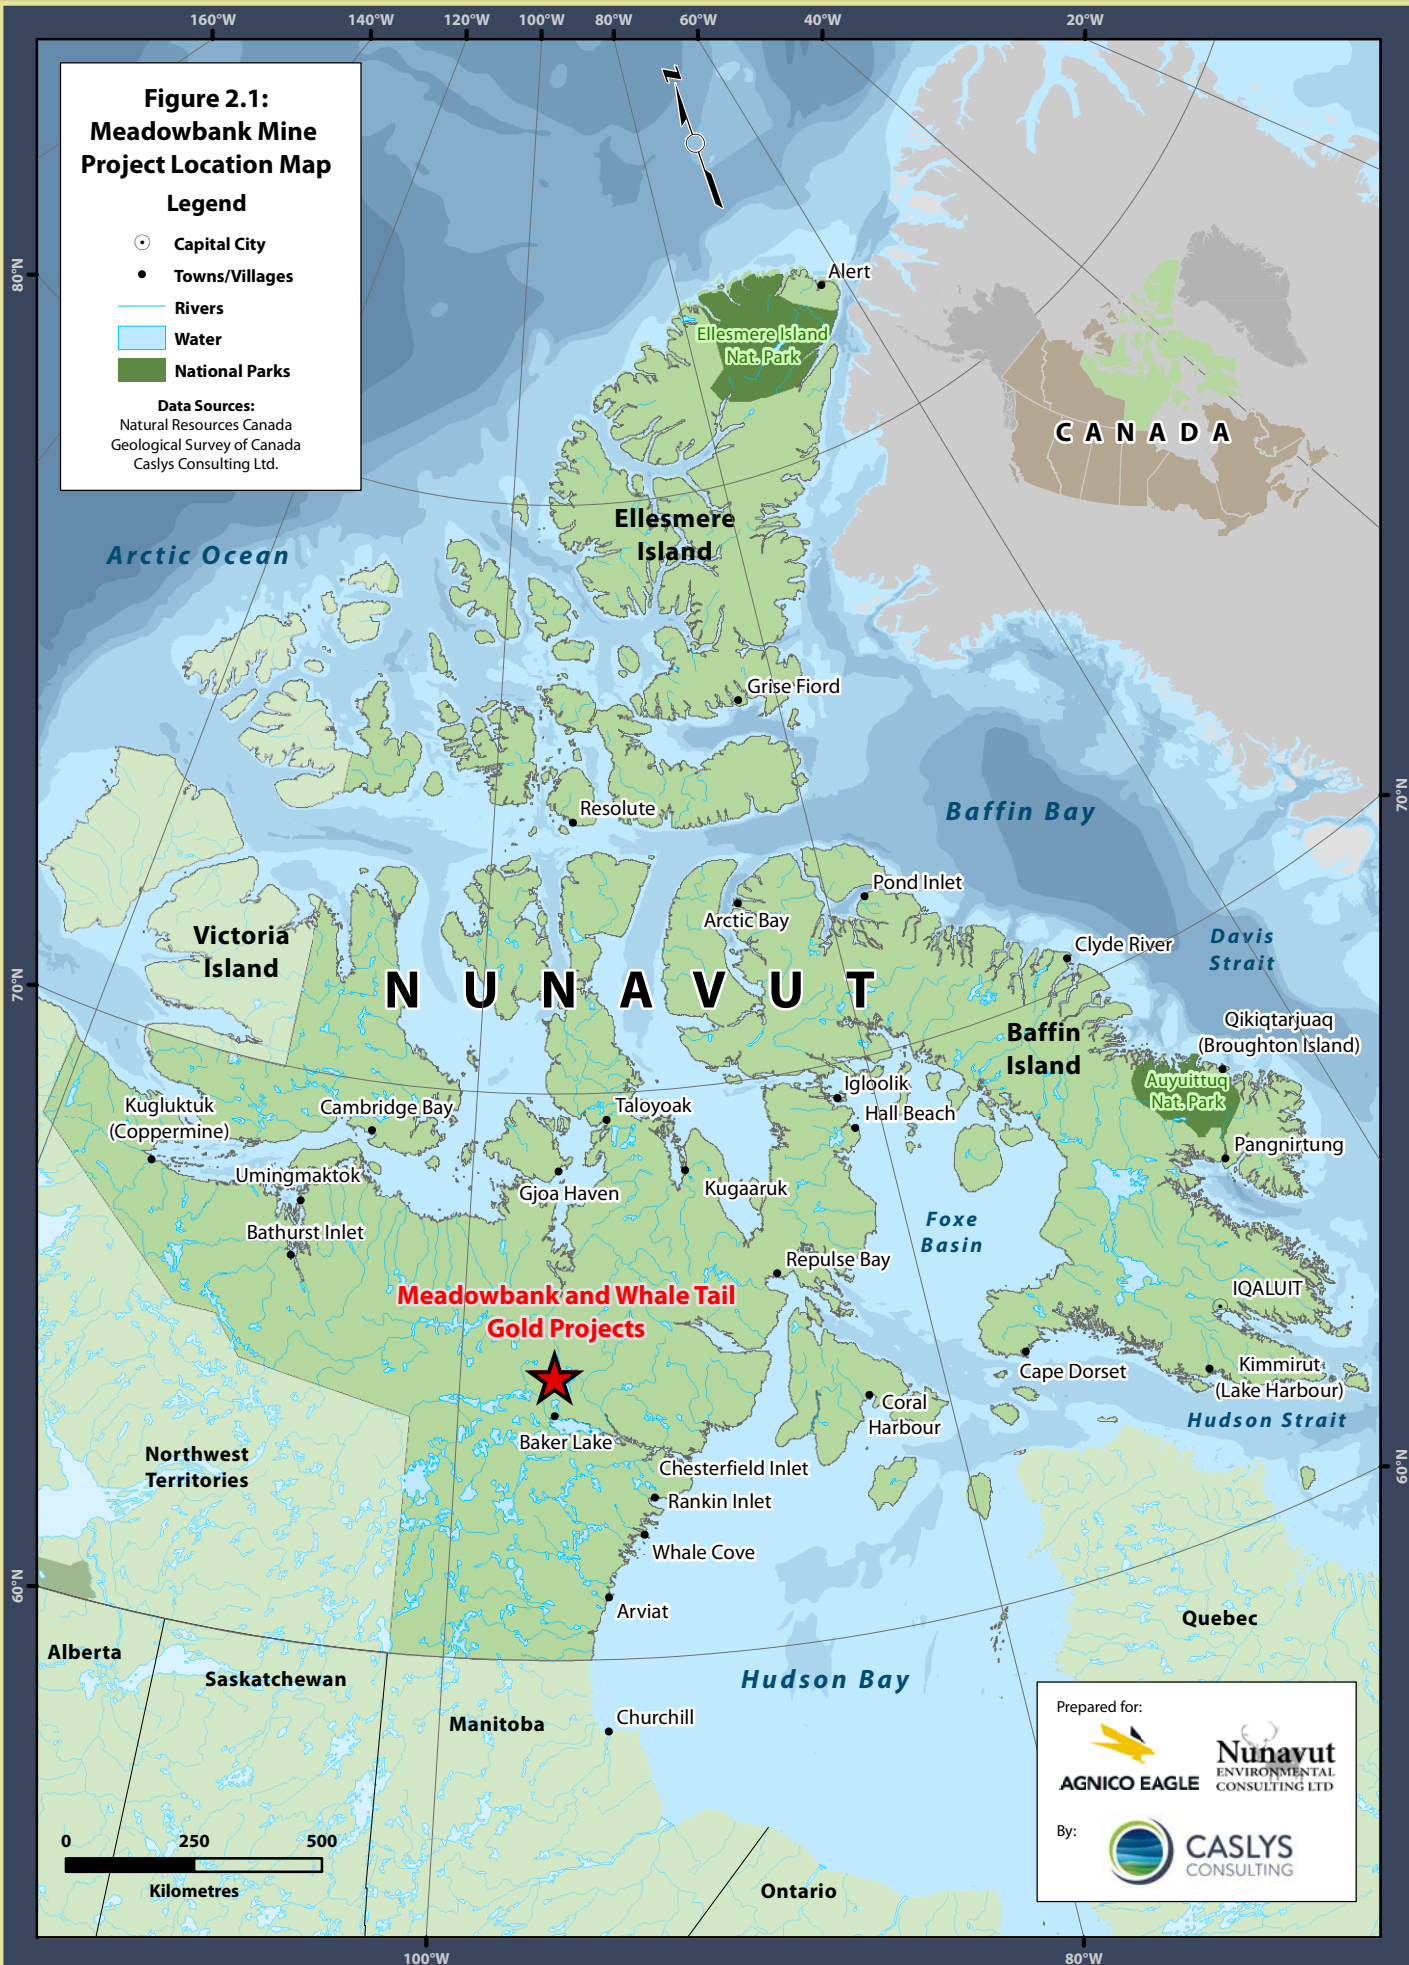 160°W
140°W
120°W
100°W
80°W
60°W
40°W
20°W
Figure 2.1:
Meadowbank Mine
Project Location Map
Legend
Capital City
Towns/Villages
Rivers
Water
National Parks
Data Sources:
Natural Resources Canada
Geological Survey of Canada
Caslys Consulting Ltd.
N
80°N
Alert
Ellesmere Island
Nat. Park
CANADA
Ellesmere
Island
Arctic Ocean
Grise Fiord
Resolute
Baffin Bay
70°N
Pond Inlet
Arctic Bay
Victoria
Island
Clyde River
Davis
Strait
NUNAVUT
70°N
Baffin
Island
Qikiqtarjuaq
(Broughton Island)
Auyuittuq
Nat. Park
Igloolik
Hall Beach
Kugluktuk
(Coppermine)
Cambridge Bay
Taloyoak
Pangnirtung
Umingmaktok
Gjoa Haven
Kugaaruk
Bathurst Inlet
Foxe
Basin
Repulse Bay
IQALUIT
Meadowbank and Whale Tail
Gold Projects
Cape Dorset
Kimmirut
(Lake Harbour)
Coral
Harbour
Hudson Strait
Baker Lake
Northwest
Territories
Chesterfield Inlet
Rankin Inlet
60°N
Whale Cove
60°N
Arviat
Quebec
Alberta
Saskatchewan
Hudson Bay
Manitoba
Churchill
Prepared for:
AGNICO EAGLE
Nunavut
ENVIRONMENTAL
CONSULTING LTD
By:
CASLYS
CONSULTING
0
250
500
Kilometres
Ontario
100°W
80°W